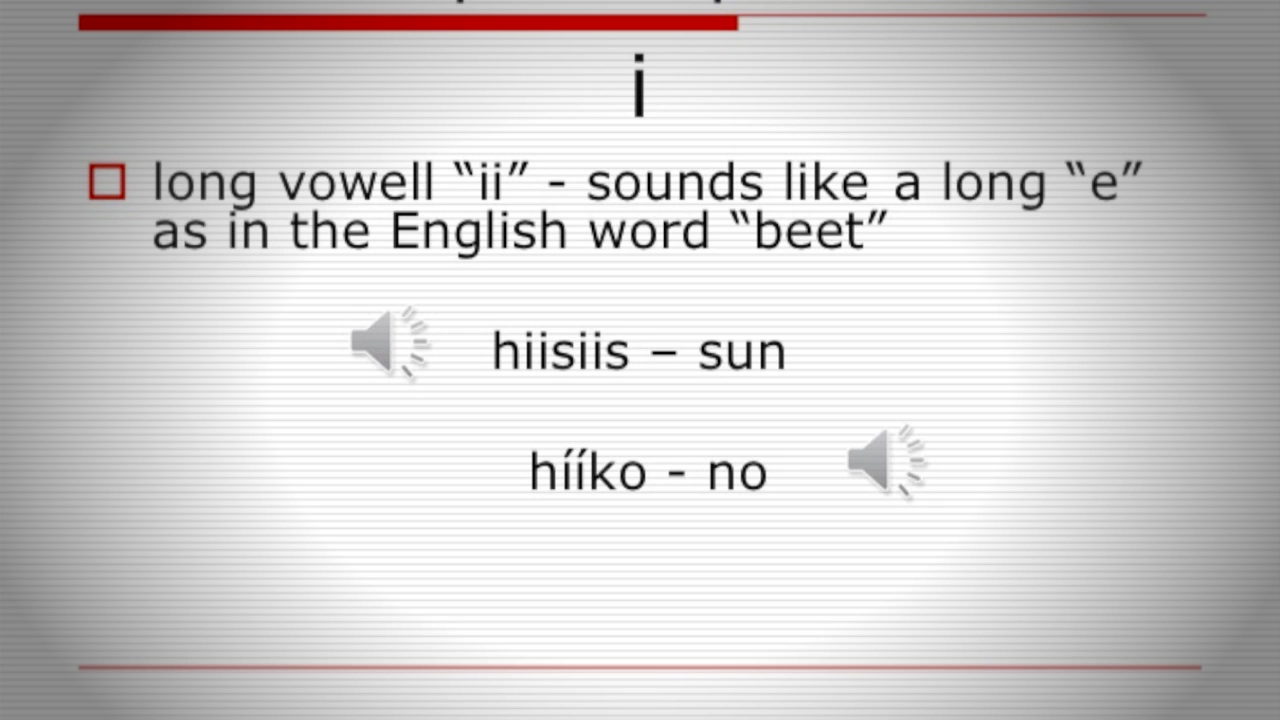 i
long vowell “ii” - sounds like a long “e”
as in the English word “beet”
hiisiis – sun
hííko - no